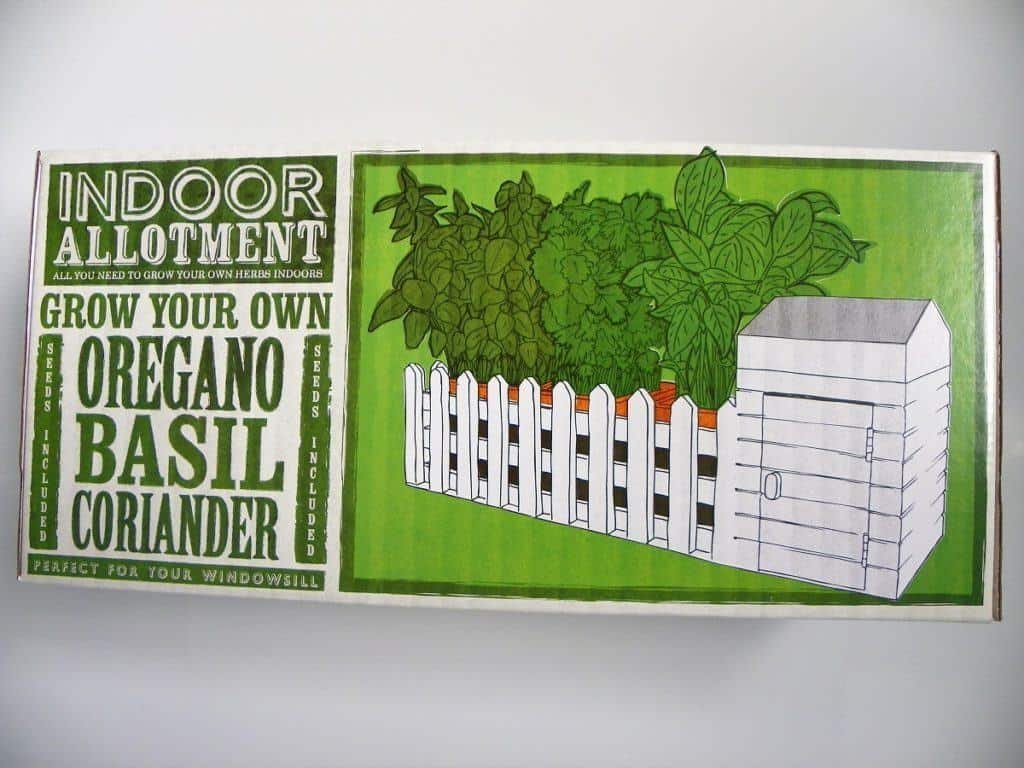 INDOOR
ALLOTMENT
ALL YOU NEED TO GROW YOUR OWN HERBS INDOORS
GROW YOUR OWN
SEEDS INCLUDED
OREGANO
BASIL
CORIANDER
SEEDS INCLUDED
PERFECT FOR YOUR WINDOWSILL